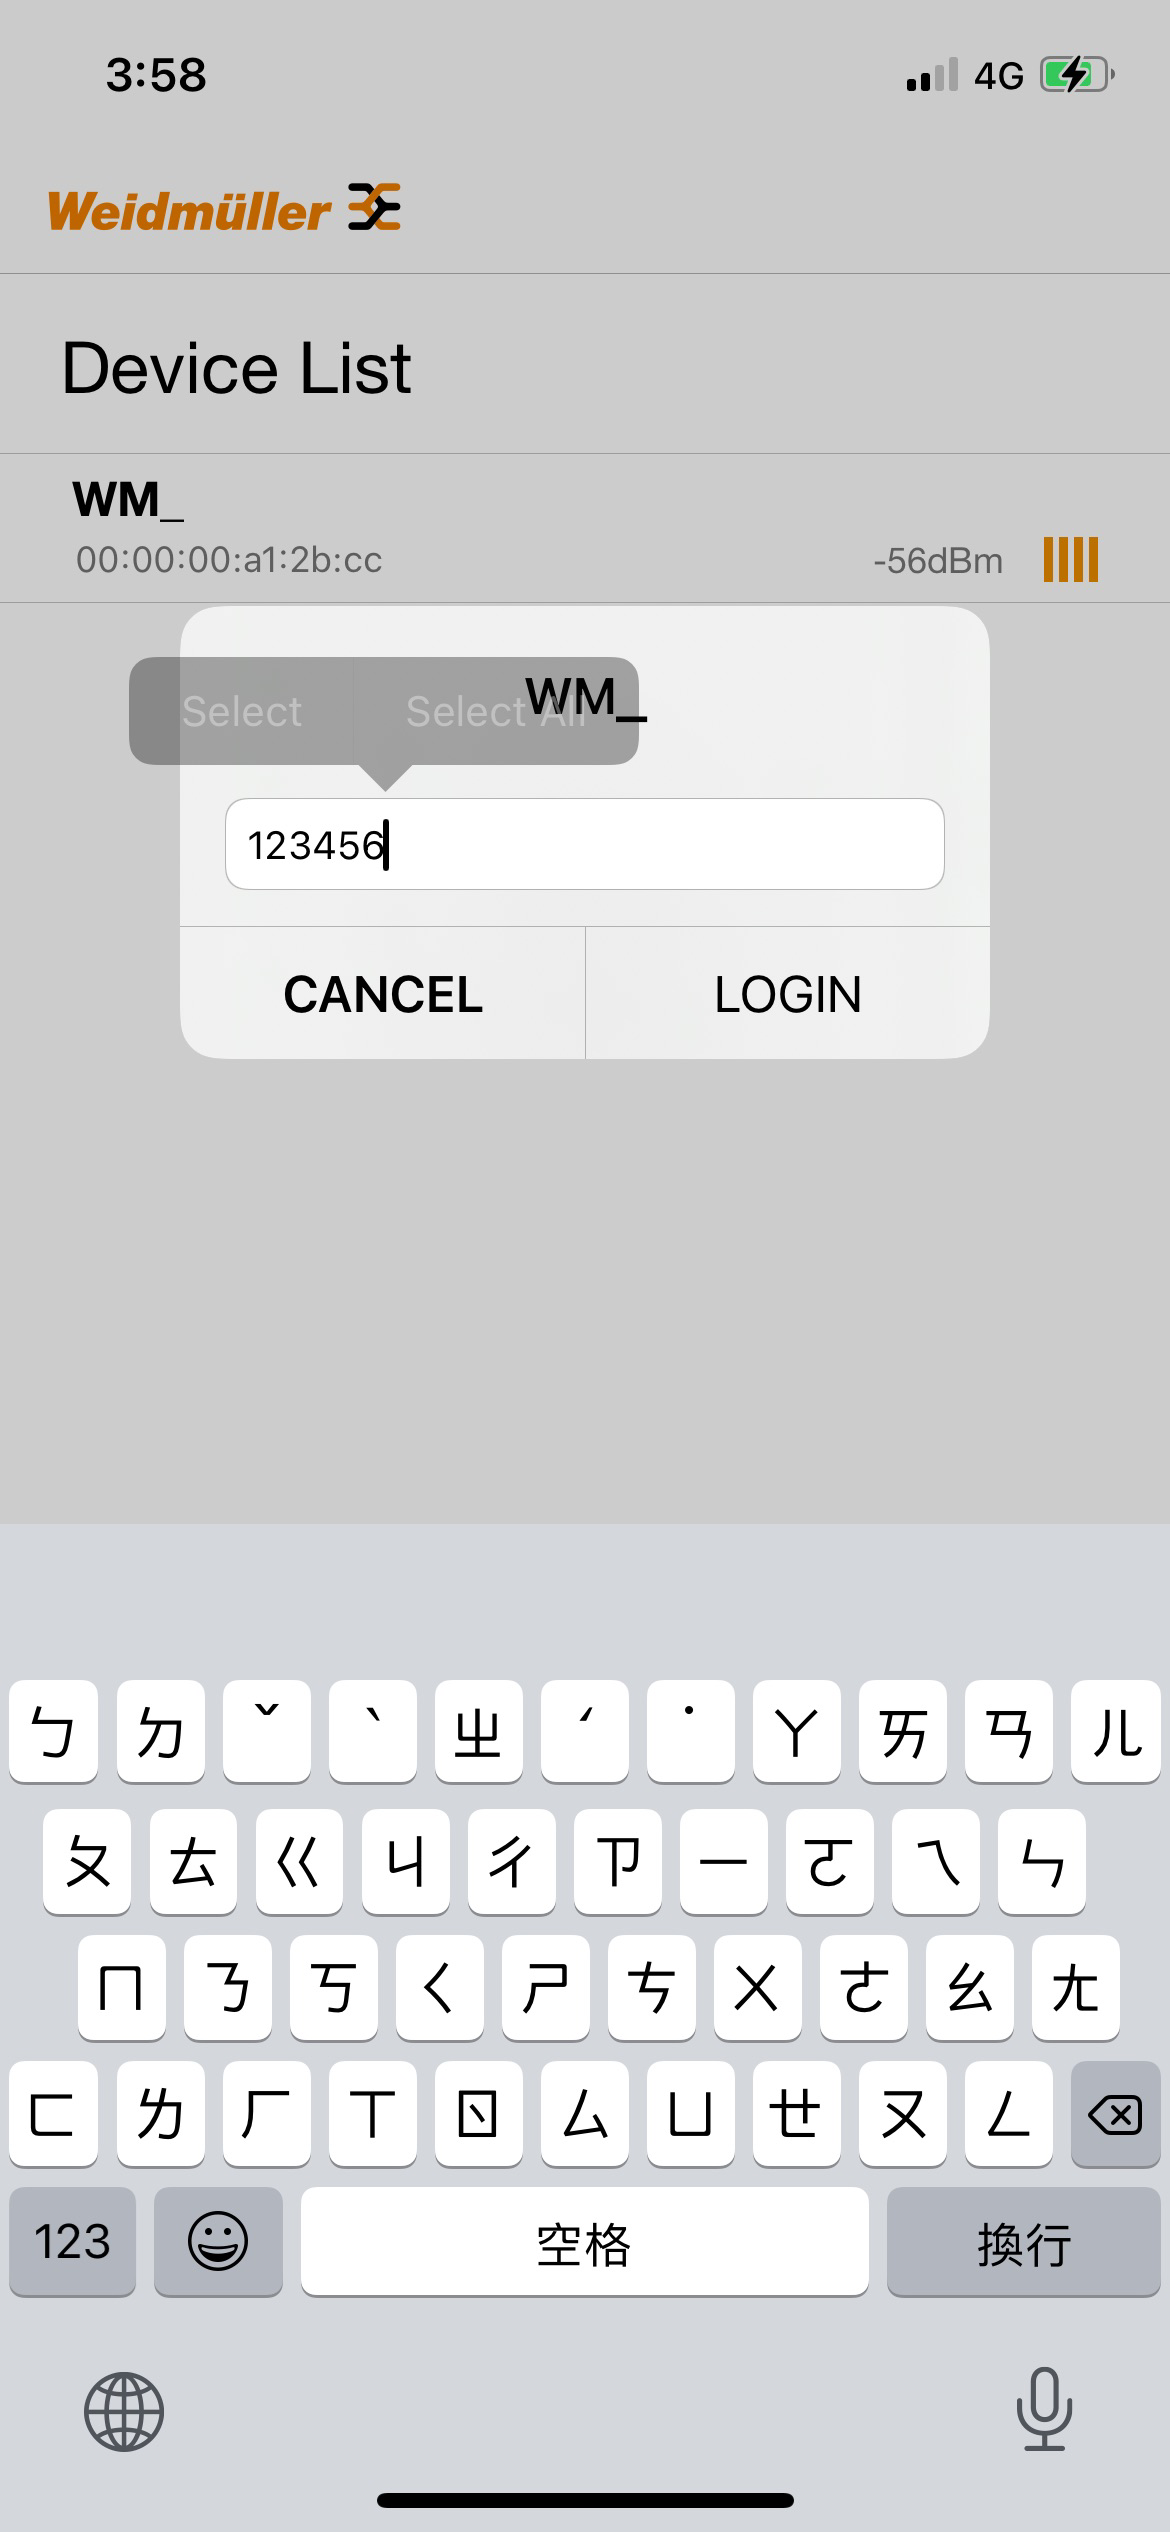 3:58
4G
Weidmüller
Device List
WM_
00:00:00:a1:2b:cc
-56dBm
WM_
Select
Select All
123456
CANCEL
LOGIN
ㄅ ㄉ ˇ ˋ ㄓ ˊ ˙ ㄚ ㄞ ㄢ ㄦ
ㄆ ㄊ ㄍ ㄐ ㄔ ㄗ ㄧ ㄛ ㄟ ㄣ
ㄇ ㄋ ㄎ ㄑ ㄕ ㄘ ㄨ ㄜ ㄠ ㄤ
ㄈ ㄌ ㄏ ㄒ ㄖ ㄙ ㄩ ㄝ ㄡ ㄥ
123
空格
換行